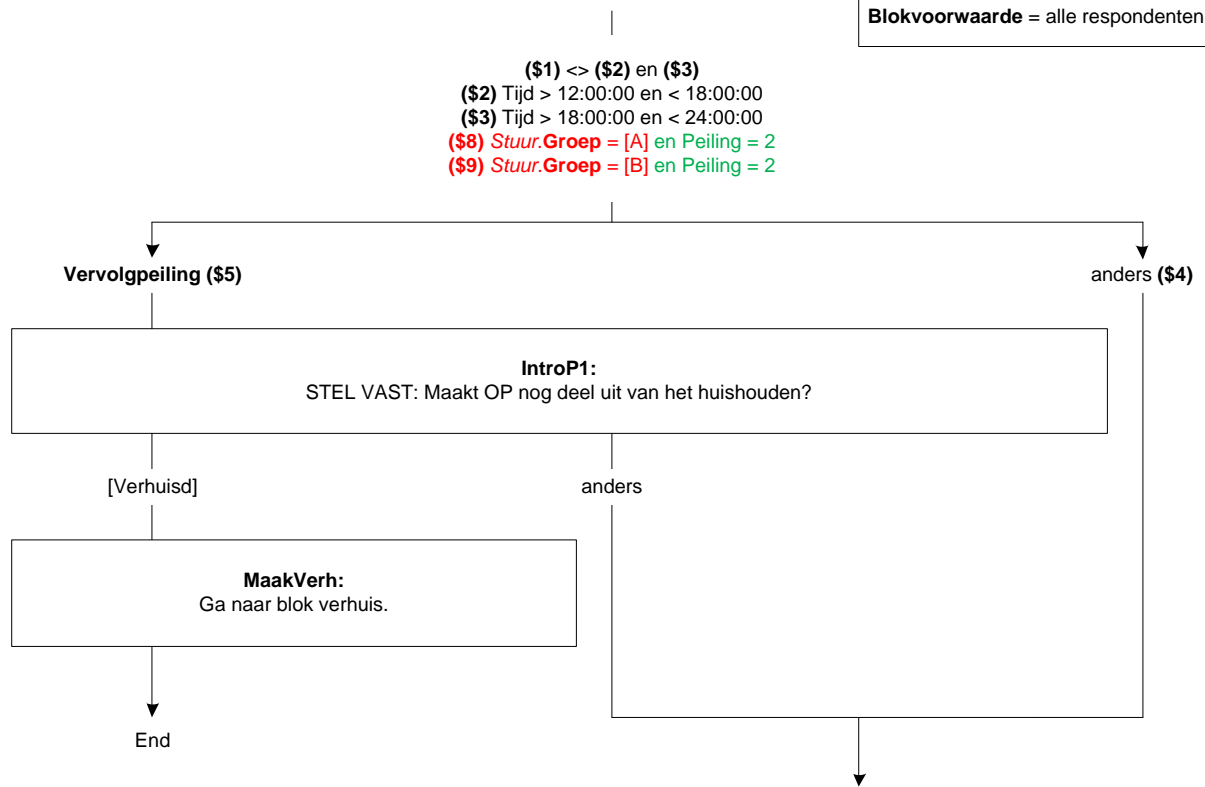 Blokvoorwaarde = alle respondenten
($1) <> ($2) en ($3)
($2) Tijd > 12:00:00 en < 18:00:00
($3) Tijd > 18:00:00 en < 24:00:00
($8) Stuur.Groep = [A] en Peiling = 2
($9) Stuur.Groep = [B] en Peiling = 2
Vervolgpeiling ($5)
anders ($4)
IntroP1:
STEL VAST: Maakt OP nog deel uit van het huishouden?
[Verhuisd]
anders
MaakVerh:
Ga naar blok verhuis.
End